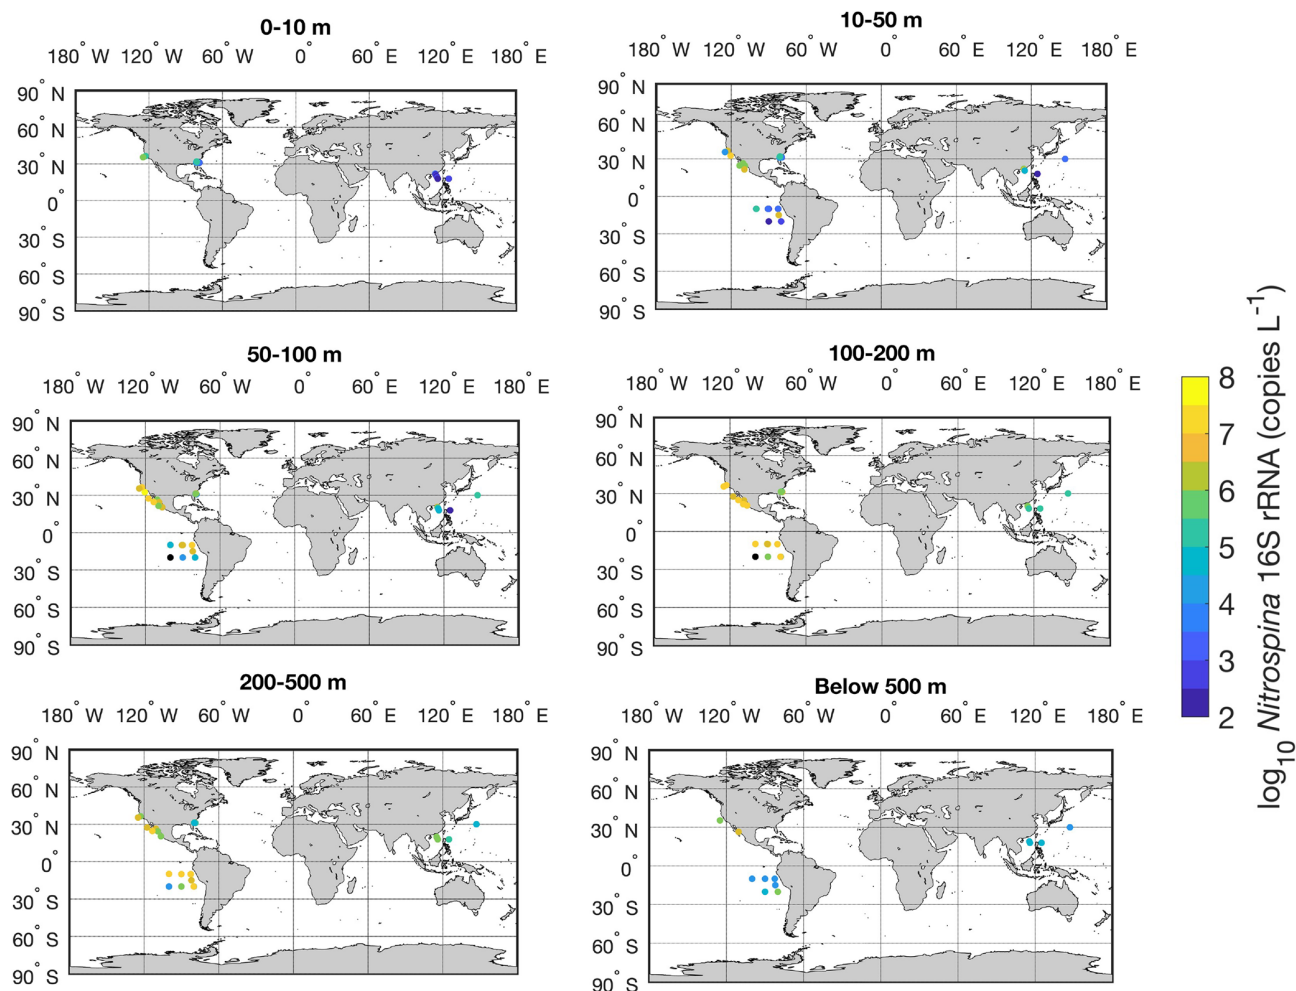 0-10 m
180° W 120° W 60° W 0° 60° E 120° E 180° E
90° N
60° N
30° N
0°
30° S
60° S
90° S
10-50 m
180° W 120° W 60° W 0° 60° E 120° E 180° E
90° N
60° N
30° N
0°
30° S
60° S
90° S
50-100 m
180° W 120° W 60° W 0° 60° E 120° E 180° E
90° N
60° N
30° N
0°
30° S
60° S
90° S
100-200 m
180° W 120° W 60° W 0° 60° E 120° E 180° E
90° N
60° N
30° N
0°
30° S
60° S
90° S
200-500 m
180° W 120° W 60° W 0° 60° E 120° E 180° E
90° N
60° N
30° N
0°
30° S
60° S
90° S
Below 500 m
180° W 120° W 60° W 0° 60° E 120° E 180° E
90° N
60° N
30° N
0°
30° S
60° S
90° S
8
7
6
5
4
3
2
log₁₀ Nitrospina 16S rRNA (copies L⁻¹)